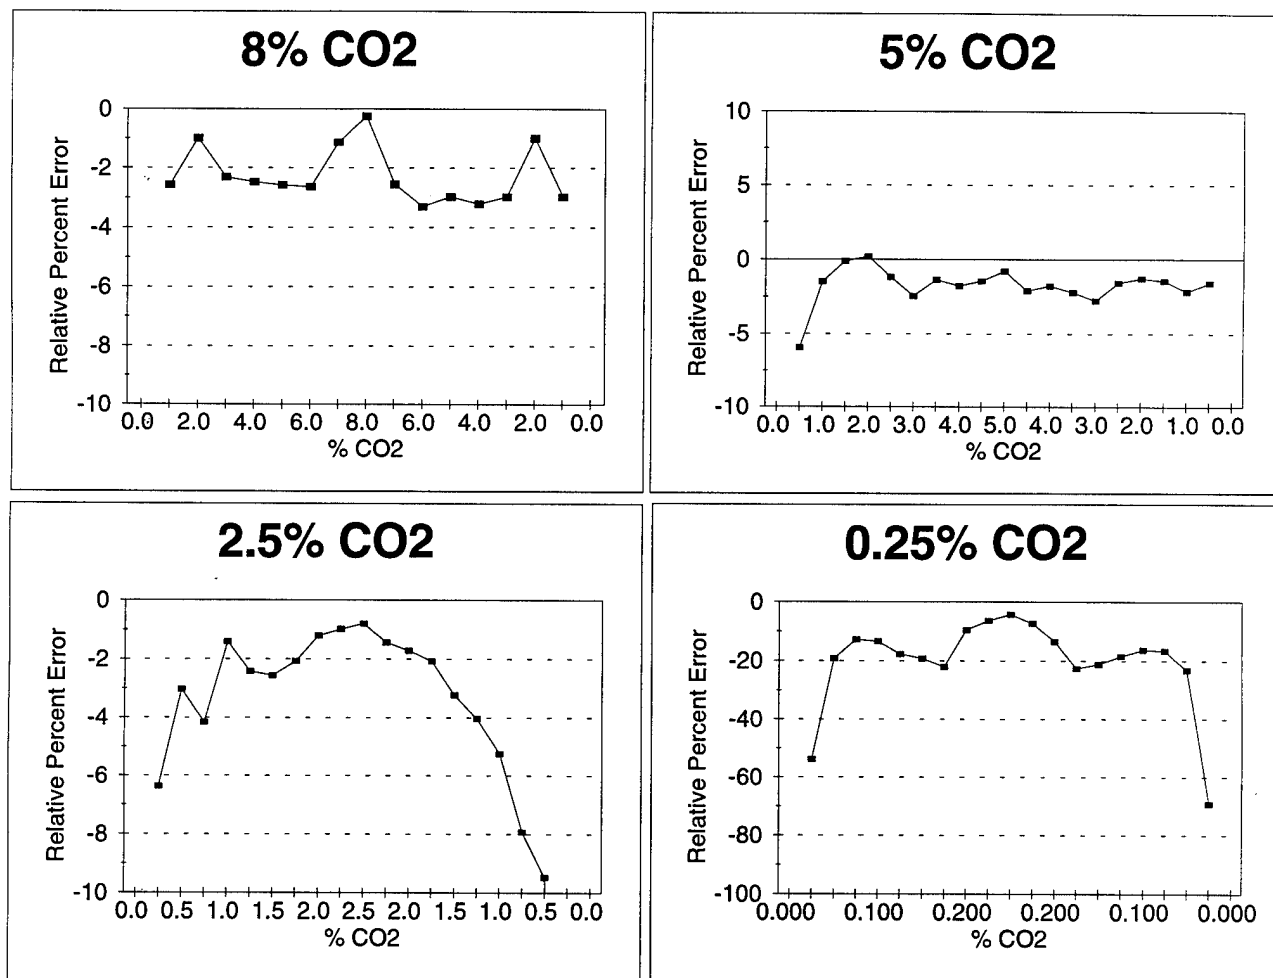 8% CO2
Relative Percent Error
0
-2
-4
-6
-8
-10
0.0 2.0 4.0 6.0 8.0 6.0 4.0 2.0 0.0
% CO2
5% CO2
Relative Percent Error
10
5
0
-5
-10
0.0 1.0 2.0 3.0 4.0 5.0 4.0 3.0 2.0 1.0 0.0
% CO2
2.5% CO2
Relative Percent Error
0
-2
-4
-6
-8
-10
0.0 0.5 1.0 1.5 2.0 2.5 2.0 1.5 1.0 0.5 0.0
% CO2
0.25% CO2
Relative Percent Error
0
-20
-40
-60
-80
-100
0.000 0.100 0.200 0.200 0.100 0.000
% CO2